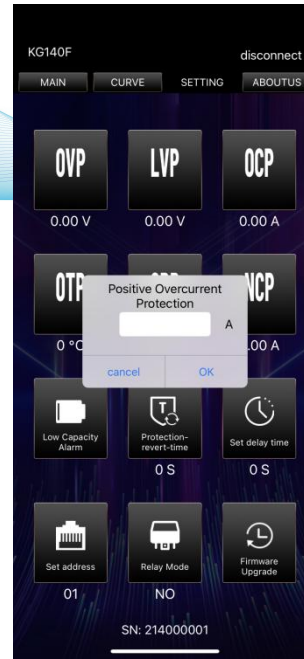 KG140F
disconnect
MAIN CURVE SETTING ABOUTUS
OVP LVP OCP
0.00 V 0.00 V 0.00 A
OTP NCP
Positive Overcurrent
Protection
A
0 °C .00 A
cancel OK
Low Capacity
Alarm
Protection-
revert-time
Set delay time
0 S 0 S
Set address Relay Mode Firmware
Upgrade
01 NO
SN: 214000001